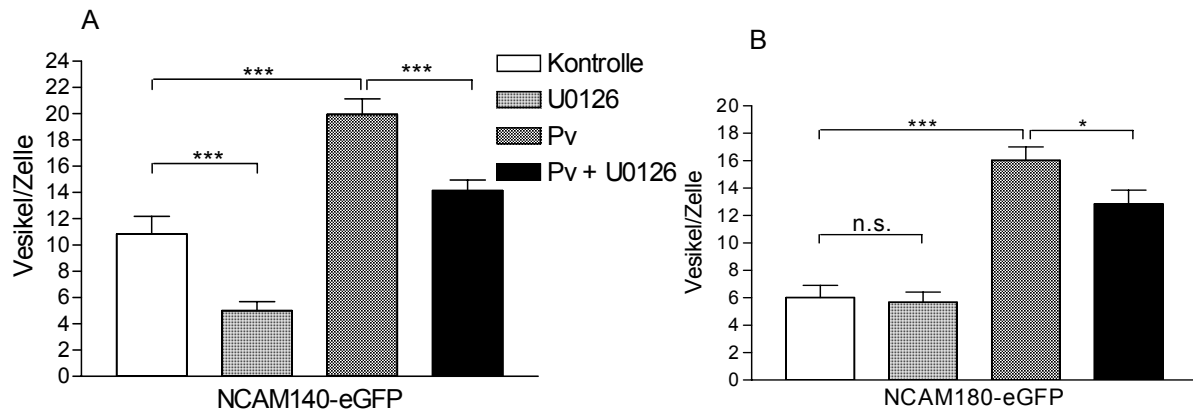 A
Vesikel/Zelle
24
22
20
18
16
14
12
10
8
6
4
2
0
***
***
***
NCAM140-eGFP
Kontrolle
U0126
Pv
Pv + U0126
B
Vesikel/Zelle
20
18
16
14
12
10
8
6
4
2
0
***
*
n.s.
NCAM180-eGFP